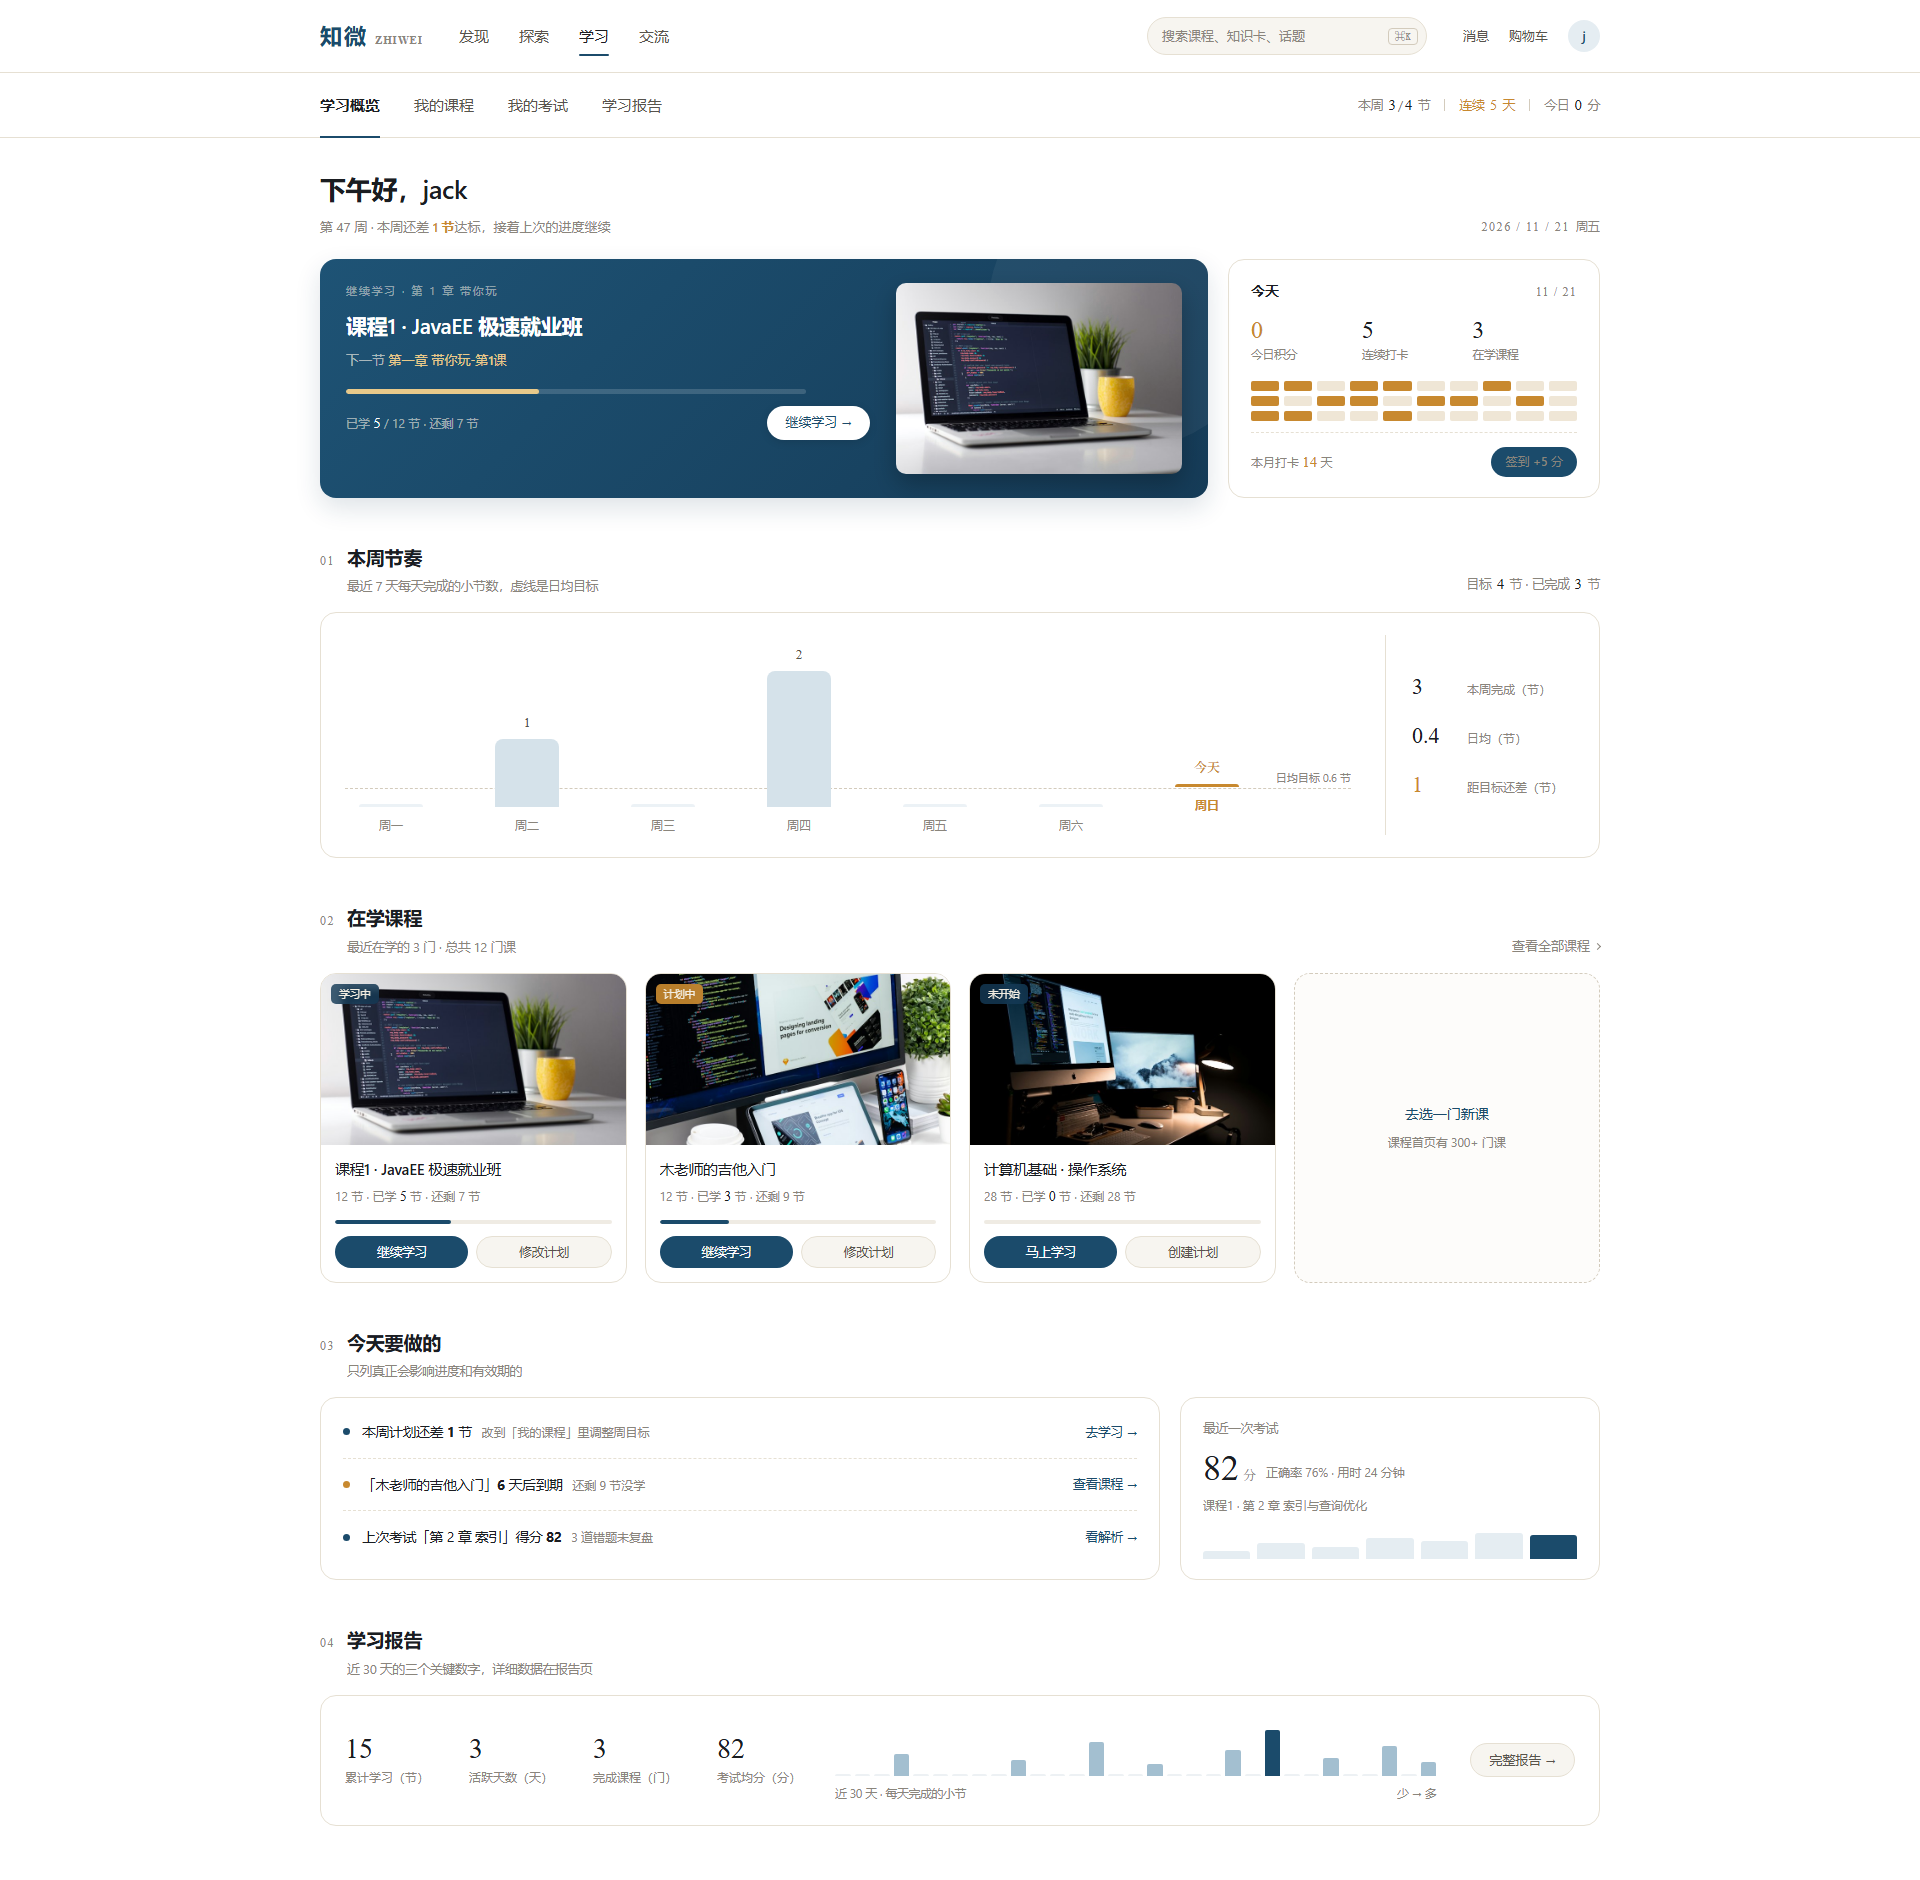 知微 ZHIWEI 发现 探索 学习 交流 搜索课程、知识卡、话题 ⌘K 消息 购物车 j
学习概览 我的课程 我的考试 学习报告 本周 3/4 节 连续 5 天 今日 0 分
下午好，jack
第 47 周 · 本周还差 1 节达标，接着上次的进度继续 2026 / 11 / 21 周五
继续学习 · 第 1 章 带你玩
课程1 · JavaEE 极速就业班
下一节 第一章 带你玩-第1课
已学 5 / 12 节 · 还剩 7 节 继续学习 →
今天 11 / 21
0 5 3
今日积分 连续打卡 在学课程
本月打卡 14 天 签到 +5 分
01 本周节奏
最近 7 天每天完成的小节数，虚线是日均目标 目标 4 节 · 已完成 3 节
2
1
今天
日均目标 0.6 节
周一 周二 周三 周四 周五 周六 周日
3 本周完成（节）
0.4 日均（节）
1 距目标还差（节）
02 在学课程
最近在学的 3 门 · 总共 12 门课 查看全部课程 ›
学习中
课程1 · JavaEE 极速就业班
12 节 · 已学 5 节 · 还剩 7 节
继续学习 修改计划
计划中
Designing landing
pages for conversion
木老师的吉他入门
12 节 · 已学 3 节 · 还剩 9 节
继续学习 修改计划
未开始
计算机基础 · 操作系统
28 节 · 已学 0 节 · 还剩 28 节
马上学习 创建计划
去选一门新课
课程首页有 300+ 门课
03 今天要做的
只列真正会影响进度和有效期的
本周计划还差 1 节 改到「我的课程」里调整周目标 去学习 →
「木老师的吉他入门」6 天后到期 还剩 9 节没学 查看课程 →
上次考试「第 2 章 索引」得分 82 3 道错题未复盘 看解析 →
最近一次考试
82 分 正确率 76% · 用时 24 分钟
课程1 · 第 2 章 索引与查询优化
04 学习报告
近 30 天的三个关键数字，详细数据在报告页
15 3 3 82
累计学习（节） 活跃天数（天） 完成课程（门） 考试均分（分）
近 30 天 · 每天完成的小节 少 → 多
完整报告 →